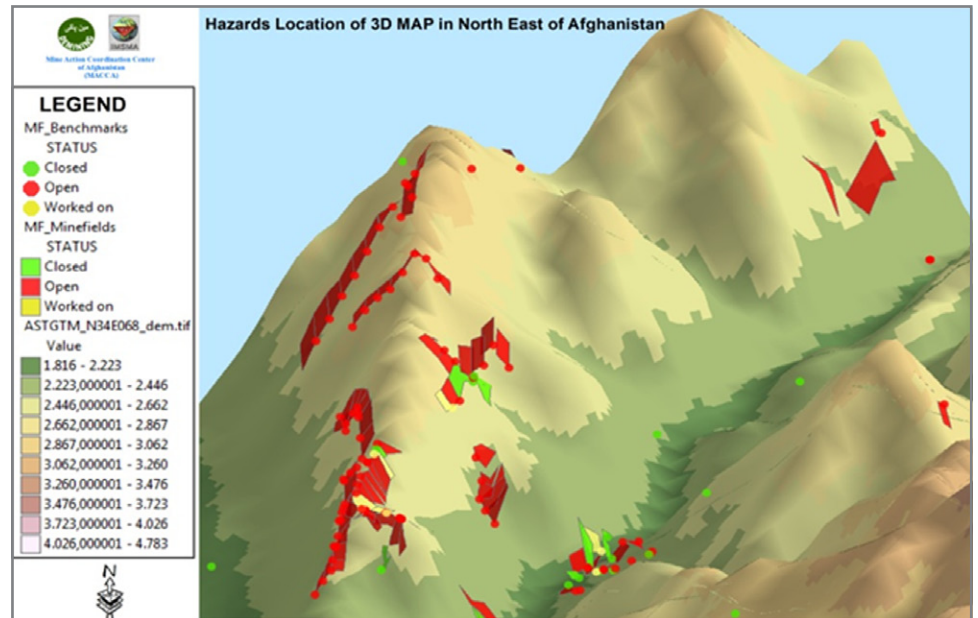 Hazards Location of 3D MAP in North East of Afghanistan
DEMINING
IMSMA
Mine Action Coordination Center
of Afghanistan
(MACCA)
LEGEND
MF_Benchmarks
STATUS
Closed
Open
Worked on
MF_Minefields
STATUS
Closed
Open
Worked on
ASTGTM_N34E068_dem.tif
Value
1.816 - 2.223
2.223,000001 - 2.446
2.446,000001 - 2.662
2.662,000001 - 2.867
2.867,000001 - 3.062
3.062,000001 - 3.260
3.260,000001 - 3.476
3.476,000001 - 3.723
3.723,000001 - 4.026
4.026,000001 - 4.783
N